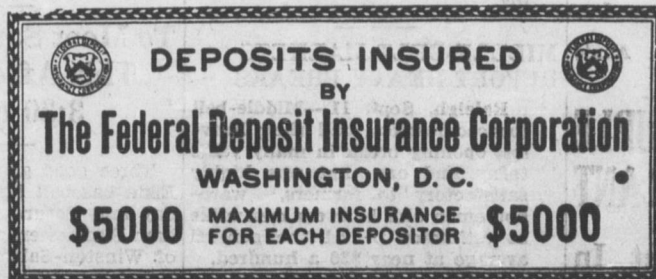 DEPOSITS INSURED
BY
The Federal Deposit Insurance Corporation
WASHINGTON, D. C.
$5000 MAXIMUM INSURANCE FOR EACH DEPOSITOR $5000